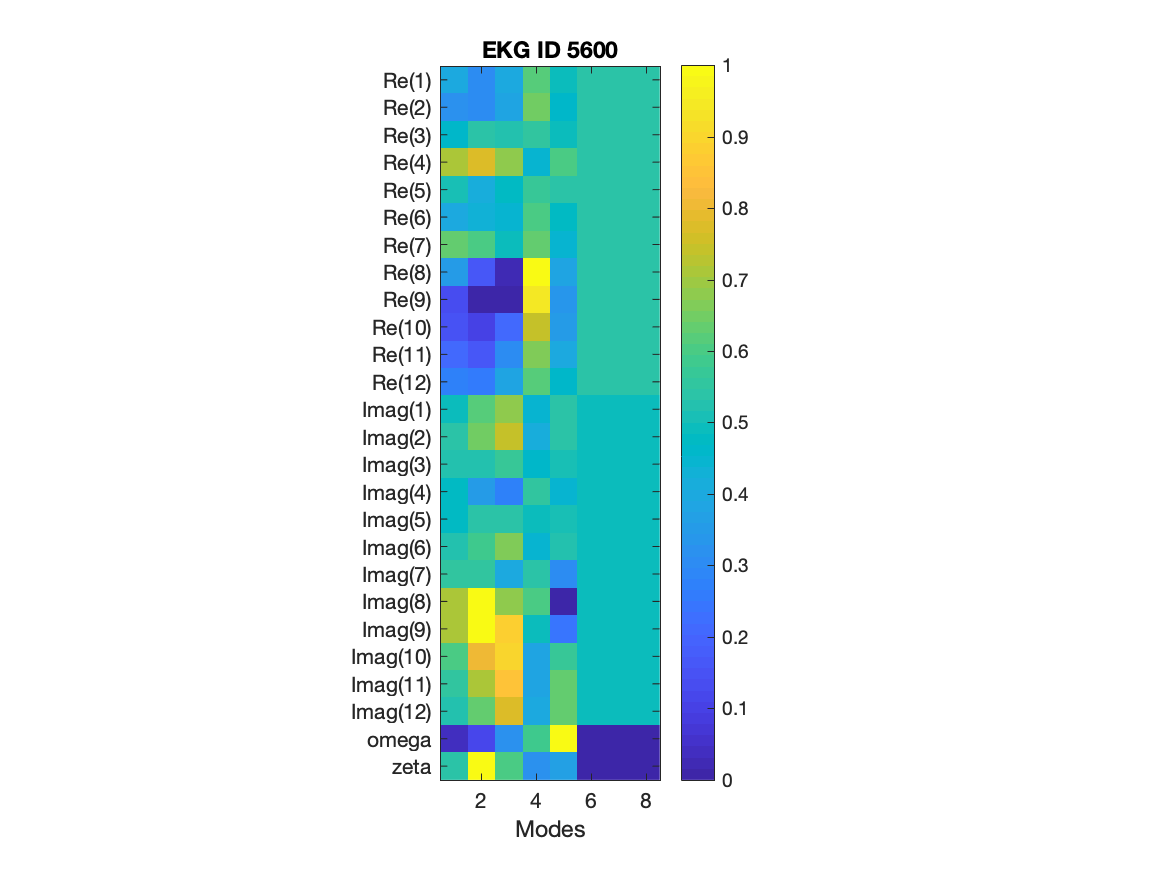 EKG ID 5600
Re(1)
Re(2)
Re(3)
Re(4)
Re(5)
Re(6)
Re(7)
Re(8)
Re(9)
Re(10)
Re(11)
Re(12)
Imag(1)
Imag(2)
Imag(3)
Imag(4)
Imag(5)
Imag(6)
Imag(7)
Imag(8)
Imag(9)
Imag(10)
Imag(11)
Imag(12)
omega
zeta
2 4 6 8
Modes
1
0.9
0.8
0.7
0.6
0.5
0.4
0.3
0.2
0.1
0